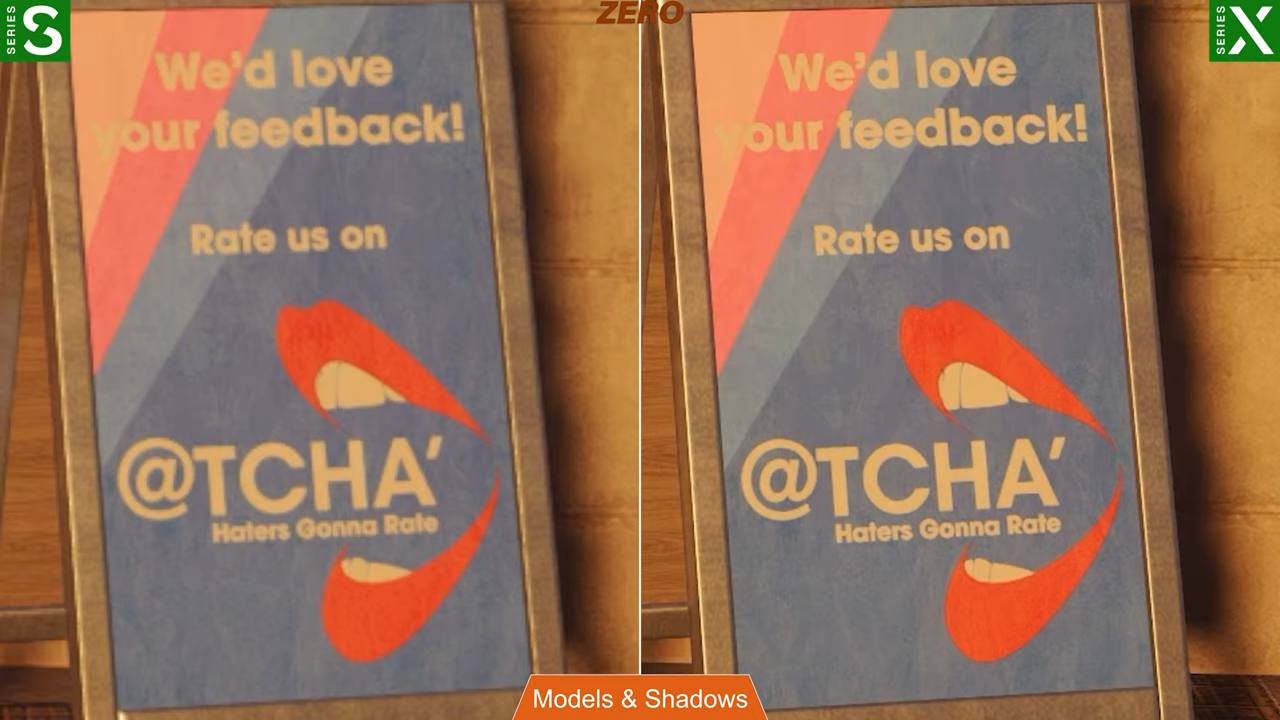 SERIES S
ZERO
SERIES X
We'd love
your feedback!
Rate us on
@TCHA'
Haters Gonna Rate
We'd love
your feedback!
Rate us on
@TCHA'
Haters Gonna Rate
Models & Shadows